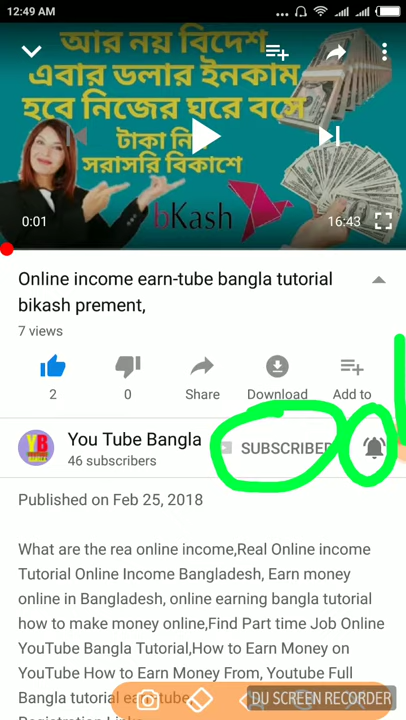 12:49 AM
আর নয় বিদেশ
এবার ডলার ইনকাম
হবে নিজের ঘরে বসে
টাকা নিন
সরাসরি বিকাশে
bKash
0:01
16:43
Online income earn-tube bangla tutorial
bikash prement,
7 views
2
0
Share
Download
Add to
YB
You Tube Bangla
SUBSCRIBED
46 subscribers
Published on Feb 25, 2018
What are the rea online income,Real Online income
Tutorial Online Income Bangladesh, Earn money
online in Bangladesh, online earning bangla tutorial
how to make money online,Find Part time Job Online
YouTube Bangla Tutorial,How to Earn Money on
YouTube How to Earn Money From, Youtube Full
Bangla tutorial earn tube,
DU SCREEN RECORDER
Registration Links